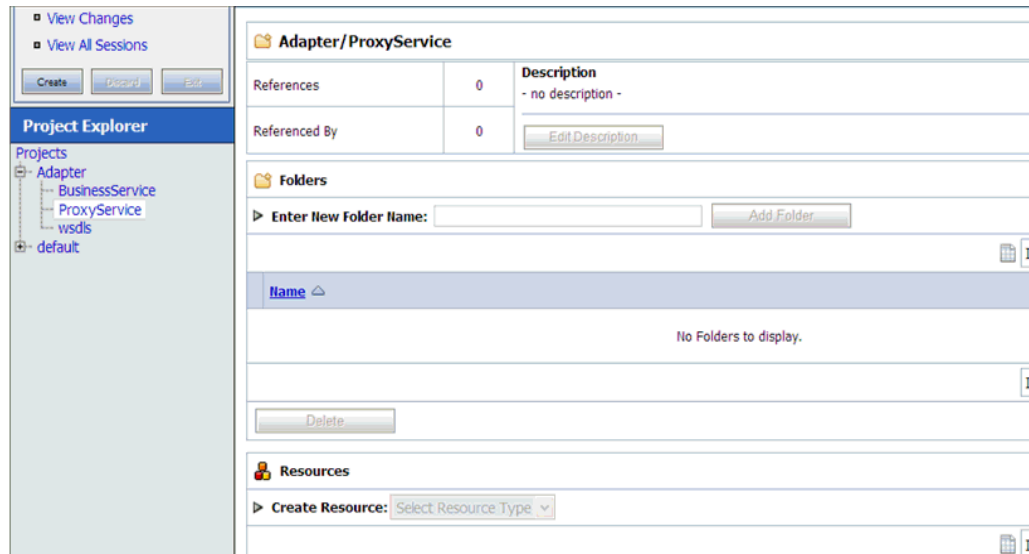 View Changes
View All Sessions
Create
Discard
Exit
Project Explorer
Projects
Adapter
BusinessService
ProxyService
wsdls
default
Adapter/ProxyService
References 0
Referenced By 0
Description
- no description -
Edit Description
Folders
Enter New Folder Name:
Add Folder
Name
No Folders to display.
Delete
Resources
Create Resource: Select Resource Type